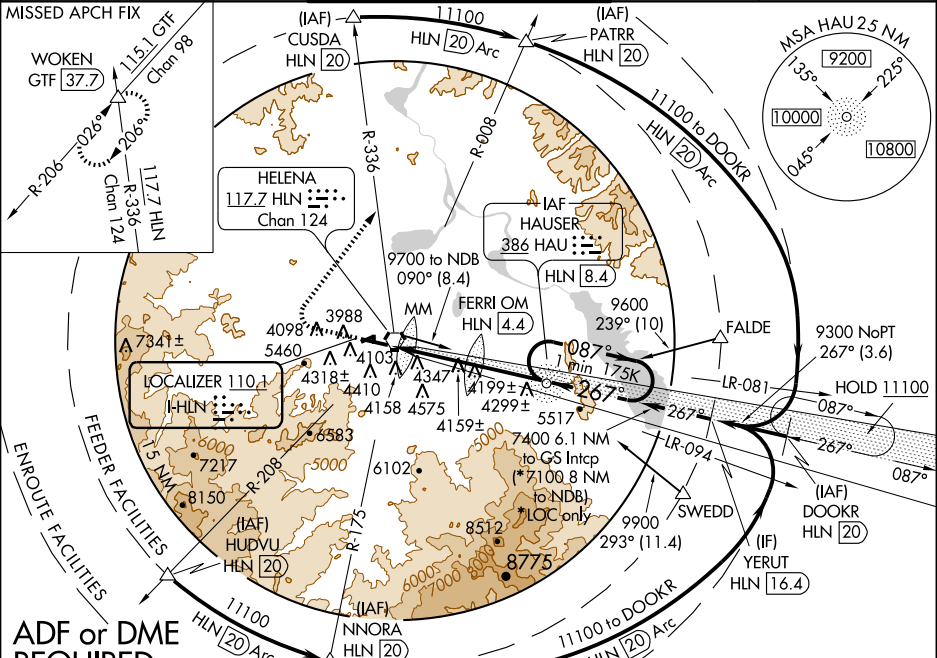 MISSED APCH FIX
WOKEN
GTF 37.7
115.1 GTF
Chan 98
026°
206°
R-206
117.7 HLN
R-336
Chan 124
(IAF)
CUSDA
HLN 20
11100
HLN 20 Arc
(IAF)
PATRR
HLN 20
11100 to DOOKR
HLN 20 Arc
MSA HAU 25 NM
135°
9200
225°
10000
045°
10800
R-336
R-008
HELENA
117.7 HLN
Chan 124
IAF
HAUSER
386 HAU
HLN 8.4
9700 to NDB
090° (8.4)
MM
FERRI OM
HLN 4.4
9600
239° (10)
FALDE
9300 NoPT
267° (3.6)
087°
1 min
175K
267°
LR-081
087°
HOLD 11100
267°
267°
087°
LR-094
7341±
4098
3988
5460
4318±
4103
4410
4158
4347
4575
4159±
4199±
4299±
5517
LOCALIZER 110.1
I-HLN
6000
7217
8150
6583
5000
6102
5000
8512
8775
6000
7000
8000
7400 6.1 NM
to GS Intcp
(*7100 8 NM
to NDB)
*LOC only
SWEDD
9900
293° (11.4)
(IF)
YERUT
HLN 16.4
(IAF)
DOOKR
HLN 20
15 NM
FEEDER FACILITIES
ENROUTE FACILITIES
R-208
R-175
(IAF)
HUDVU
HLN 20
11100
HLN 20 Arc
(IAF)
NNORA
HLN 20
11100 to DOOKR
HLN 20 Arc
ADF or DME
REQUIRED